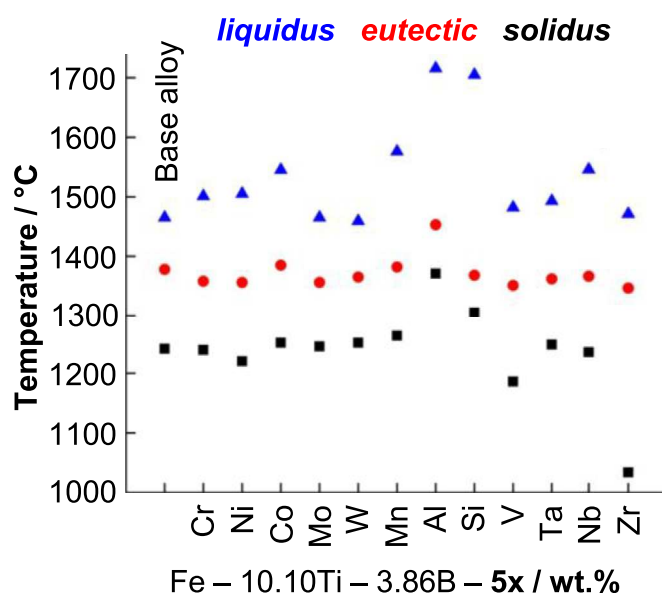 liquidus eutectic solidus
Base alloy
Temperature / °C
1700
1600
1500
1400
1300
1200
1100
1000
Cr Ni Co Mo W Mn Al Si V Ta Nb Zr
Fe – 10.10Ti – 3.86B – 5x / wt.%